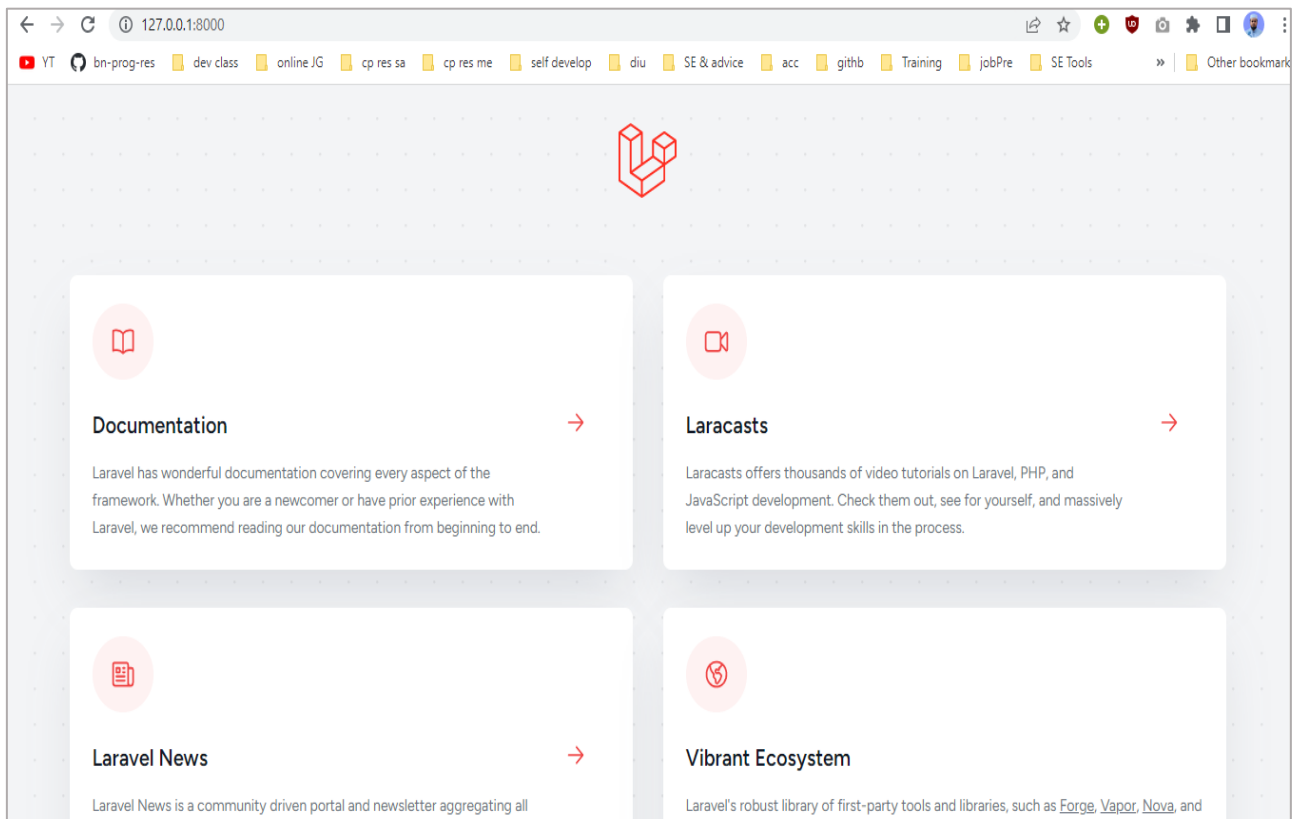 127.0.0.1:8000
YT bn-prog-res dev class online JG cp res sa cp res me self develop diu SE & advice acc githb Training jobPre SE Tools » Other bookmark
Documentation
Laravel has wonderful documentation covering every aspect of the
framework. Whether you are a newcomer or have prior experience with
Laravel, we recommend reading our documentation from beginning to end.
Laracasts
Laracasts offers thousands of video tutorials on Laravel, PHP, and
JavaScript development. Check them out, see for yourself, and massively
level up your development skills in the process.
Laravel News
Laravel News is a community driven portal and newsletter aggregating all
Vibrant Ecosystem
Laravel's robust library of first-party tools and libraries, such as Forge, Vapor, Nova, and